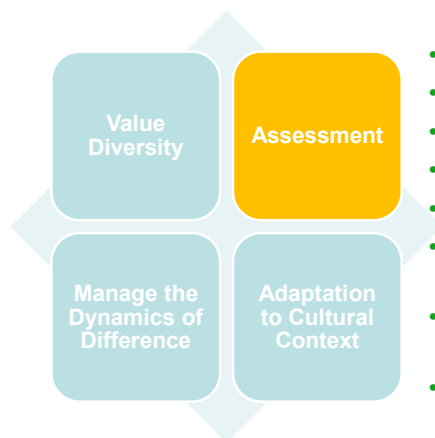 Value
Diversity
Assessment
Manage the
Dynamics of
Difference
Adaptation
to Cultural
Context